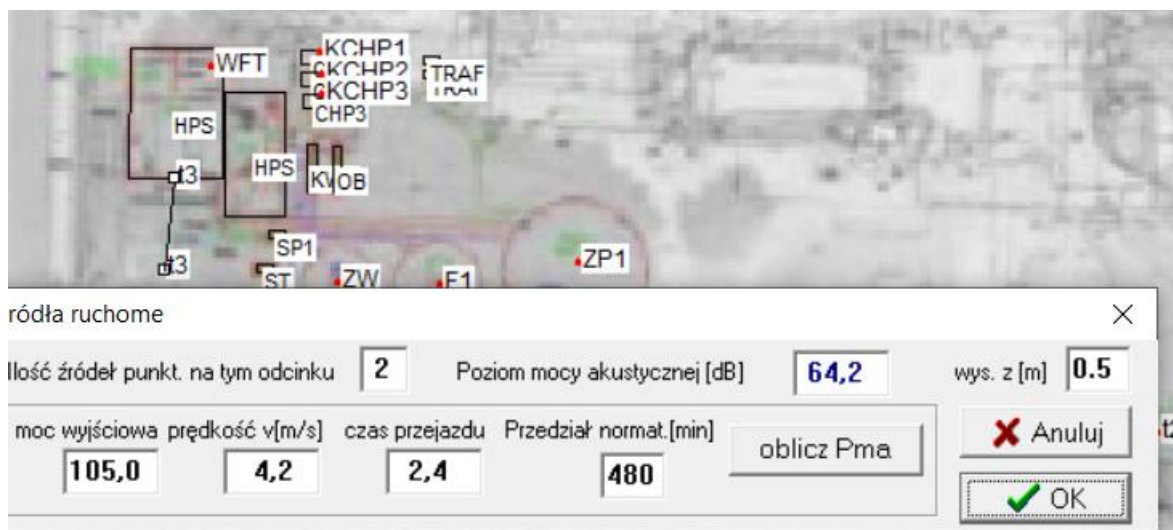 KCHP1
WFT
KCHP2
TRAF
KCHP3
CHP3
HPS
HPS
OB
t3
t3
SP1
ZP1
ST
ZW
F1
ródła ruchome
Ilość źródeł punkt. na tym odcinku 2 Poziom mocy akustycznej [dB] 64,2 wys. z [m] 0.5
moc wyjściowa prędkość v[m/s] czas przejazdu Przedział normat.[min] oblicz Pma Anuluj
105,0 4,2 2,4 480 OK